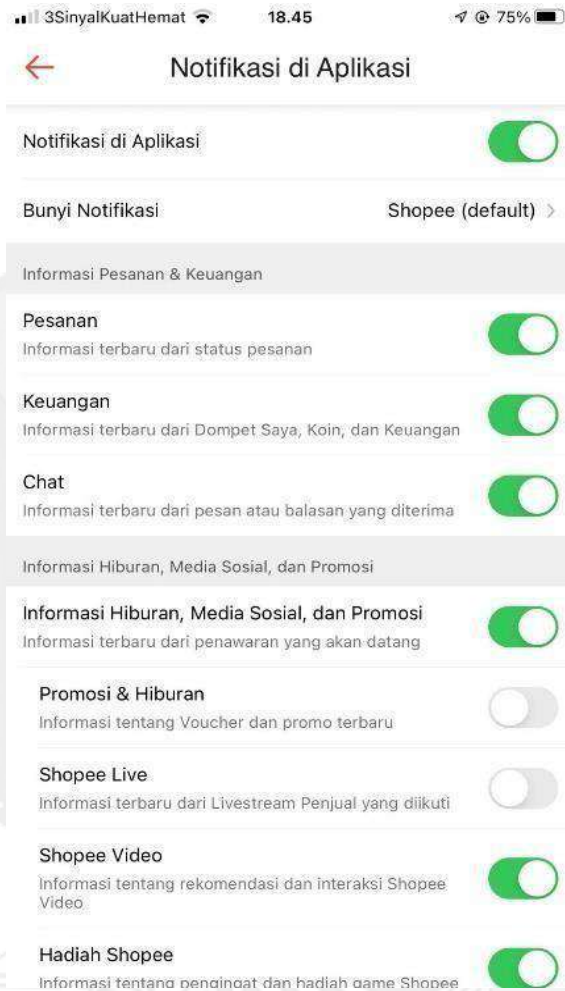 3SinyalKuatHemat 18.45 75%
Notifikasi di Aplikasi
Notifikasi di Aplikasi
Bunyi Notifikasi Shopee (default)
Informasi Pesanan & Keuangan
Pesanan
Informasi terbaru dari status pesanan
Keuangan
Informasi terbaru dari Dompet Saya, Koin, dan Keuangan
Chat
Informasi terbaru dari pesan atau balasan yang diterima
Informasi Hiburan, Media Sosial, dan Promosi
Informasi Hiburan, Media Sosial, dan Promosi
Informasi terbaru dari penawaran yang akan datang
Promosi & Hiburan
Informasi tentang Voucher dan promo terbaru
Shopee Live
Informasi terbaru dari Livestream Penjual yang diikuti
Shopee Video
Informasi tentang rekomendasi dan interaksi Shopee
Video
Hadiah Shopee
Informasi tentang pengingat dan hadiah game Shopee